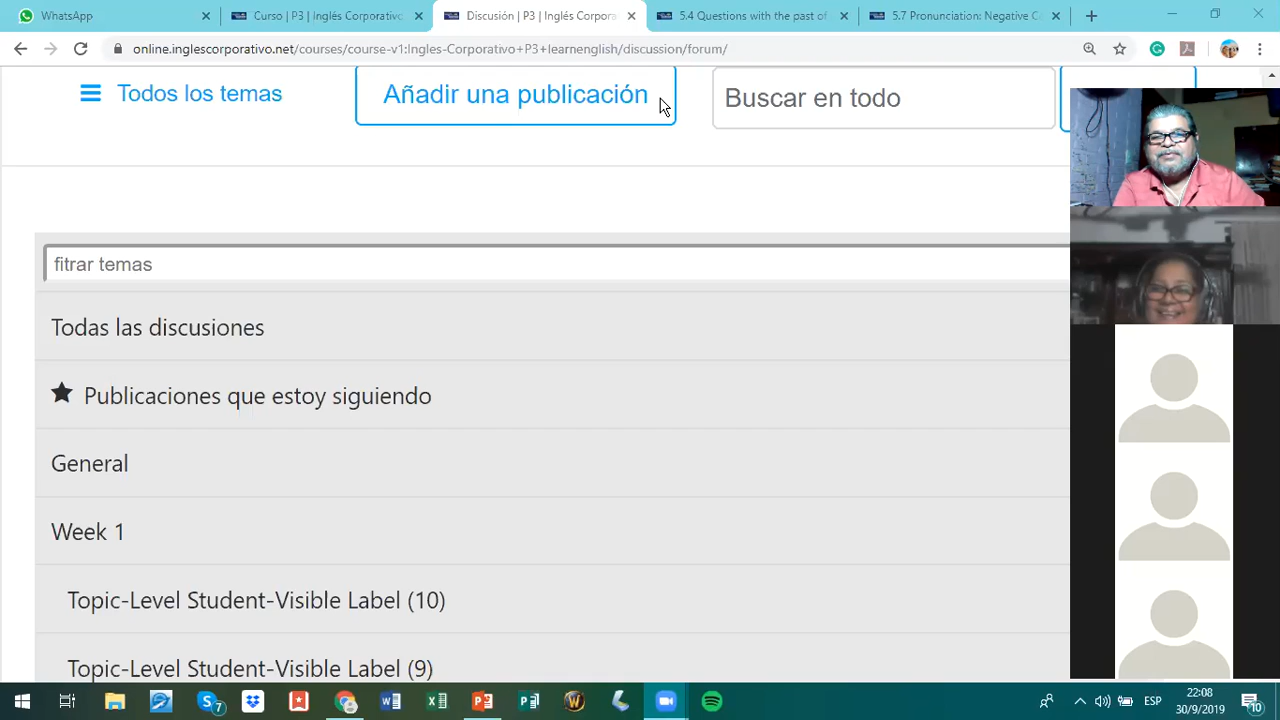 WhatsApp
Curso | P3 | Inglés Corporativo
Discusión | P3 | Inglés Corpora
5.4 Questions with the past of
5.7 Pronunciation: Negative
online.inglescorporativo.net/courses/course-v1:Ingles-Corporativo+P3+learnenglish/discussion/forum/
Todos los temas
Añadir una publicación
Buscar en todo
fitrar temas
Todas las discusiones
Publicaciones que estoy siguiendo
General
Week 1
Topic-Level Student-Visible Label (10)
Topic-Level Student-Visible Label (9)
7
ESP
22:08
30/9/2019
10